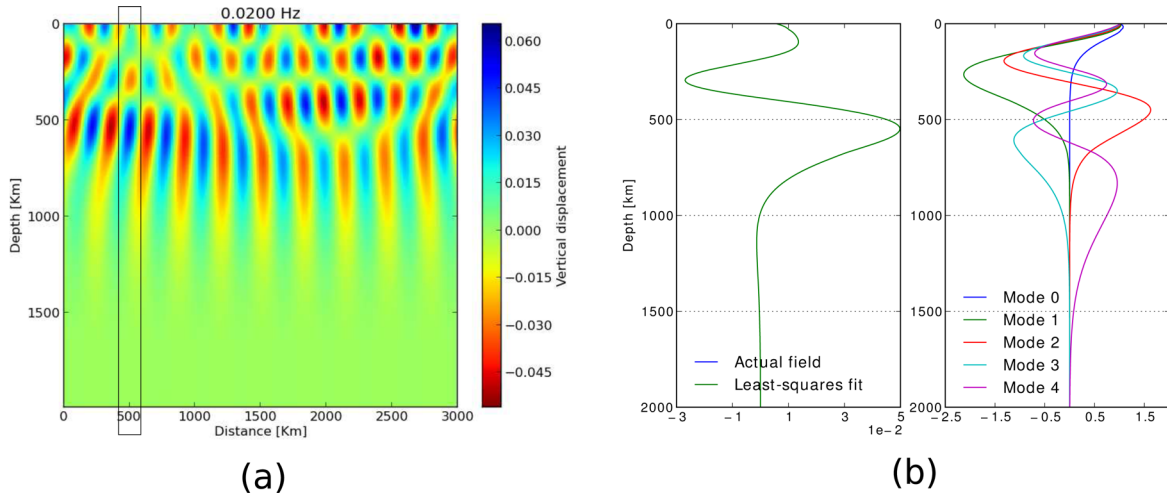 0.0200 Hz
0
500
1000
1500
Depth [Km]
0 500 1000 1500 2000 2500 3000
Distance [Km]
0.060
0.045
0.030
0.015
0.000
−0.015
−0.030
−0.045
Vertical displacement
(a)
0
500
1000
1500
2000
Depth [km]
Actual field
Least-squares fit
−3 −1 1 3 5
1e−2
0
500
1000
1500
2000
Mode 0
Mode 1
Mode 2
Mode 3
Mode 4
−2.5 −1.5 −0.5 0.5 1.5
(b)